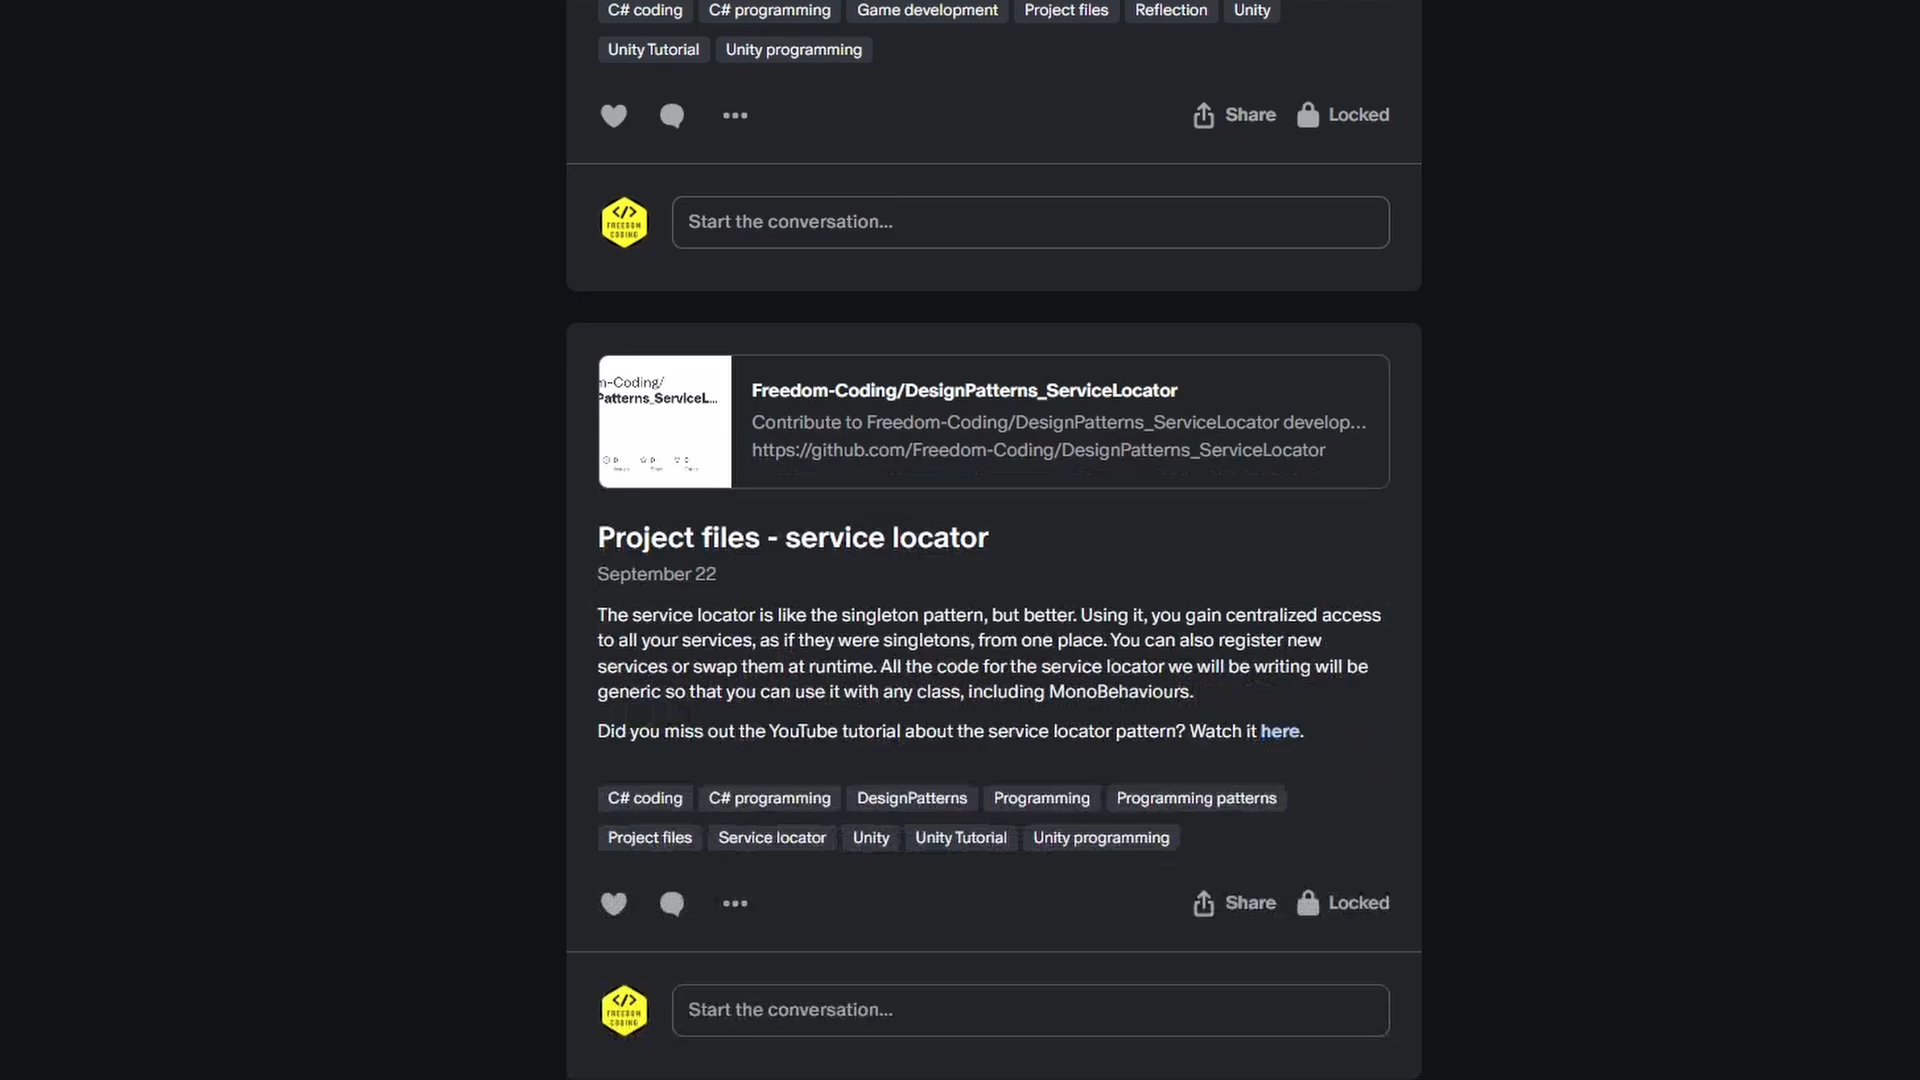 C# coding C# programming Game development Project files Reflection Unity
Unity Tutorial Unity programming
Share Locked
</> FREEDOM CODING
Start the conversation...
n-Coding/
Patterns_ServiceL...
Freedom-Coding/DesignPatterns_ServiceLocator
Contribute to Freedom-Coding/DesignPatterns_ServiceLocator develop...
https://github.com/Freedom-Coding/DesignPatterns_ServiceLocator
Project files - service locator
September 22
The service locator is like the singleton pattern, but better. Using it, you gain centralized access
to all your services, as if they were singletons, from one place. You can also register new
services or swap them at runtime. All the code for the service locator we will be writing will be
generic so that you can use it with any class, including MonoBehaviours.
Did you miss out the YouTube tutorial about the service locator pattern? Watch it here.
C# coding C# programming DesignPatterns Programming Programming patterns
Project files Service locator Unity Unity Tutorial Unity programming
Share Locked
</> FREEDOM CODING
Start the conversation...